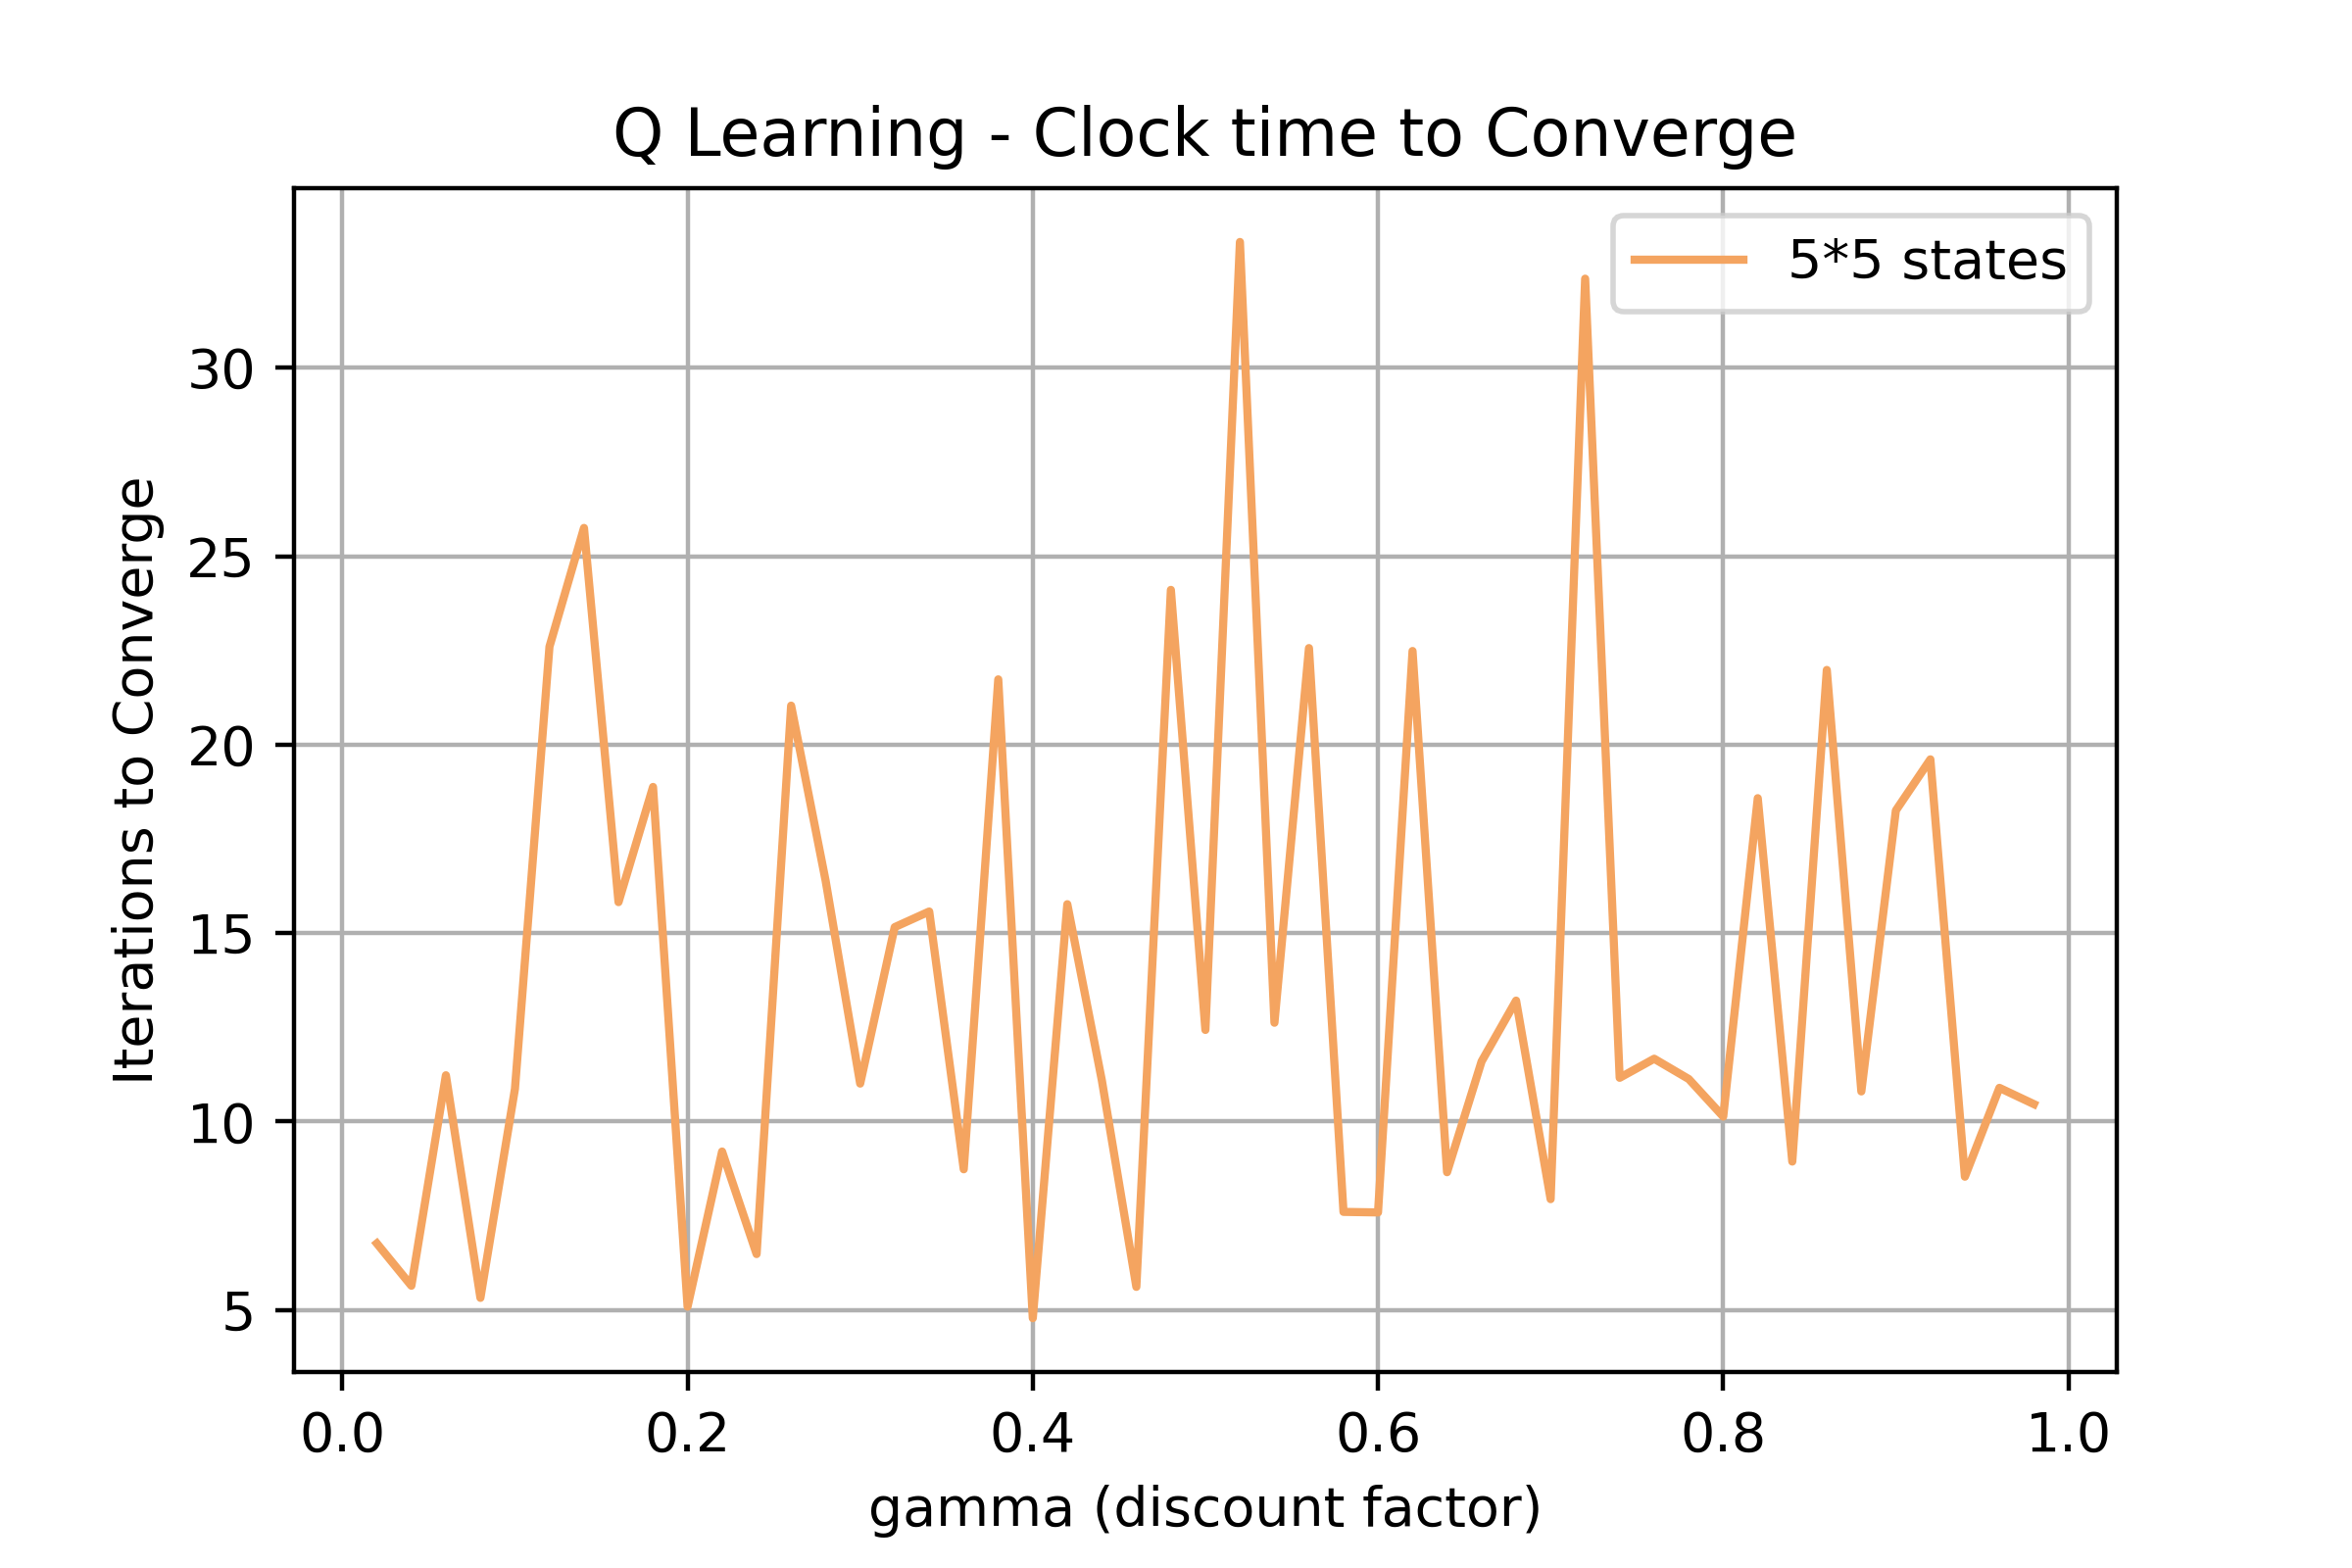 Q Learning - Clock time to Converge
5*5 states
Iterations to Converge
30
25
20
15
10
5
0.0 0.2 0.4 0.6 0.8 1.0
gamma (discount factor)